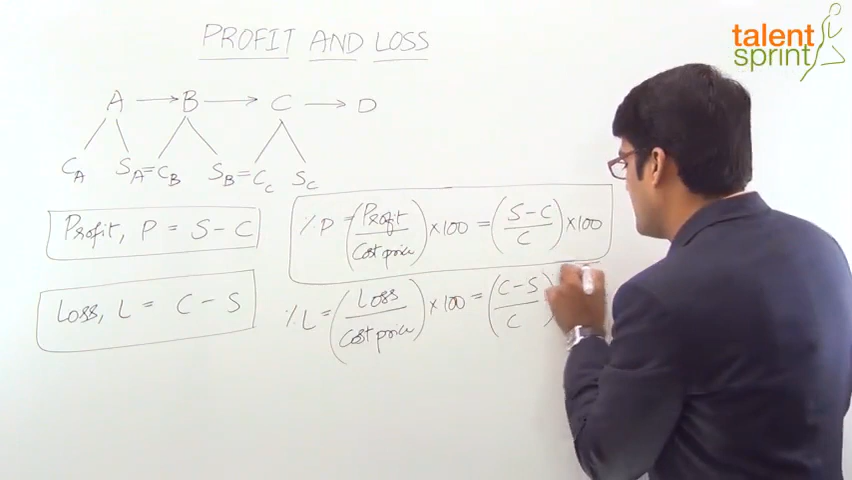 PROFIT AND LOSS
talent
sprint
A → B → C → D
C_A S_A = C_B S_B = C_C S_C
Profit, P = S - C
% P = (Profit / Cost price) × 100 = (S - C / C) × 100
Loss, L = C - S
% L = (Loss / Cost price) × 100 = (C - S / C)